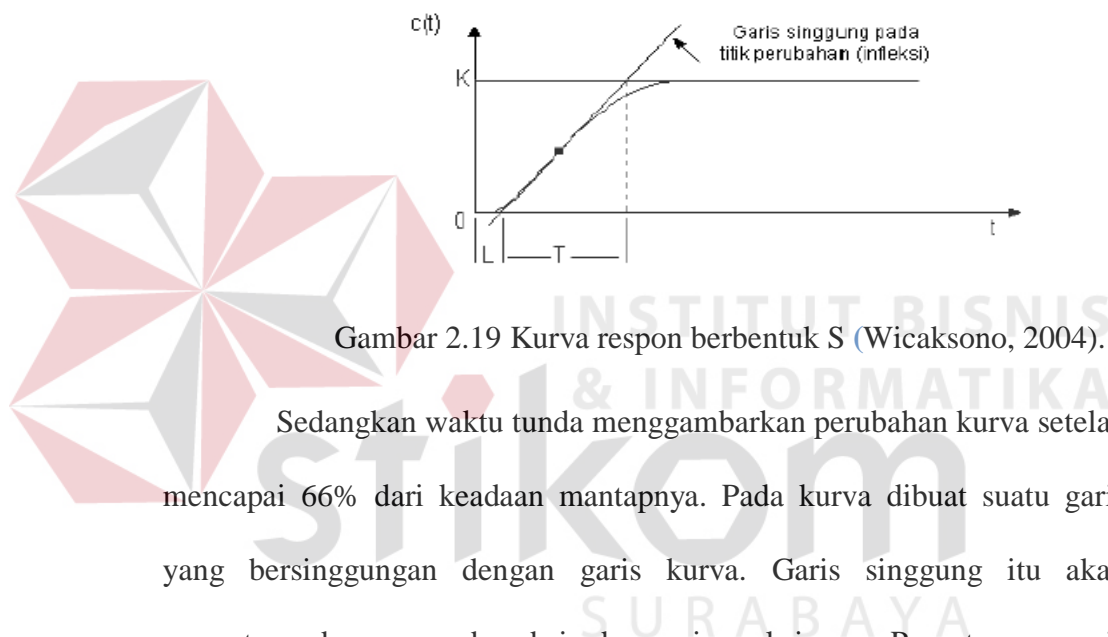 c(t)
Garis singgung pada
titik perubahan (infleksi)
K
0
t
L
T
INSTITUT BISNIS
Gambar 2.19 Kurva respon berbentuk S (Wicaksono, 2004).
& INFORMATIKA
Sedangkan waktu tunda menggambarkan perubahan kurva setela
mencapai 66% dari keadaan mantapnya. Pada kurva dibuat suatu gari
stikom
yang bersinggungan dengan garis kurva. Garis singgung itu aka
SURABAYA